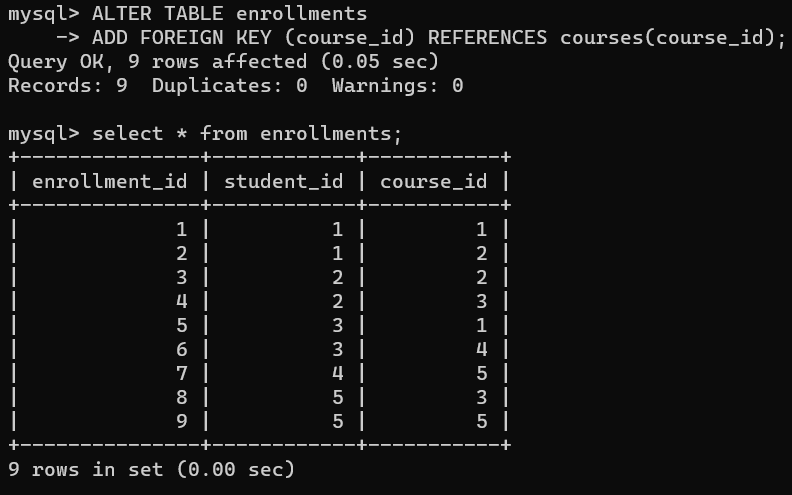 mysql> ALTER TABLE enrollments
    -> ADD FOREIGN KEY (course_id) REFERENCES courses(course_id);
Query OK, 9 rows affected (0.05 sec)
Records: 9  Duplicates: 0  Warnings: 0

mysql> select * from enrollments;
+---------------+------------+-----------+
| enrollment_id | student_id | course_id |
+---------------+------------+-----------+
|             1 |          1 |         1 |
|             2 |          1 |         2 |
|             3 |          2 |         2 |
|             4 |          2 |         3 |
|             5 |          3 |         1 |
|             6 |          3 |         4 |
|             7 |          4 |         5 |
|             8 |          5 |         3 |
|             9 |          5 |         5 |
+---------------+------------+-----------+
9 rows in set (0.00 sec)